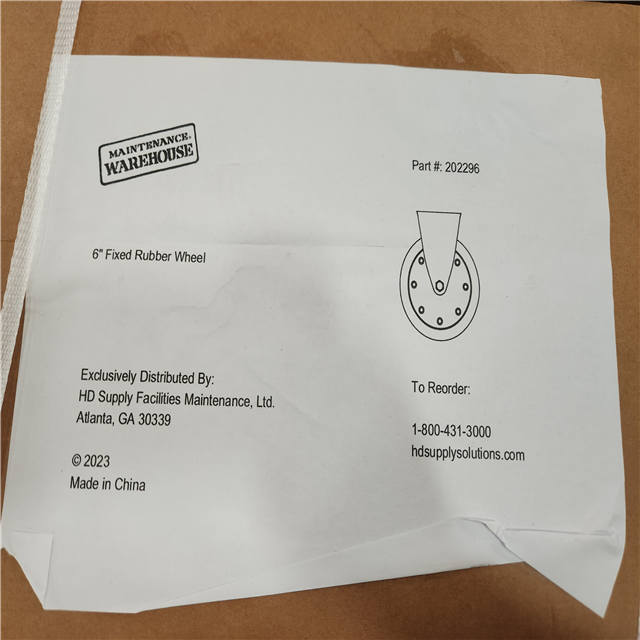 MAINTENANCE
WAREHOUSE
Part #: 202296
6" Fixed Rubber Wheel
Exclusively Distributed By:
HD Supply Facilities Maintenance, Ltd.
Atlanta, GA 30339
© 2023
Made in China
To Reorder:
1-800-431-3000
hdsupplysolutions.com